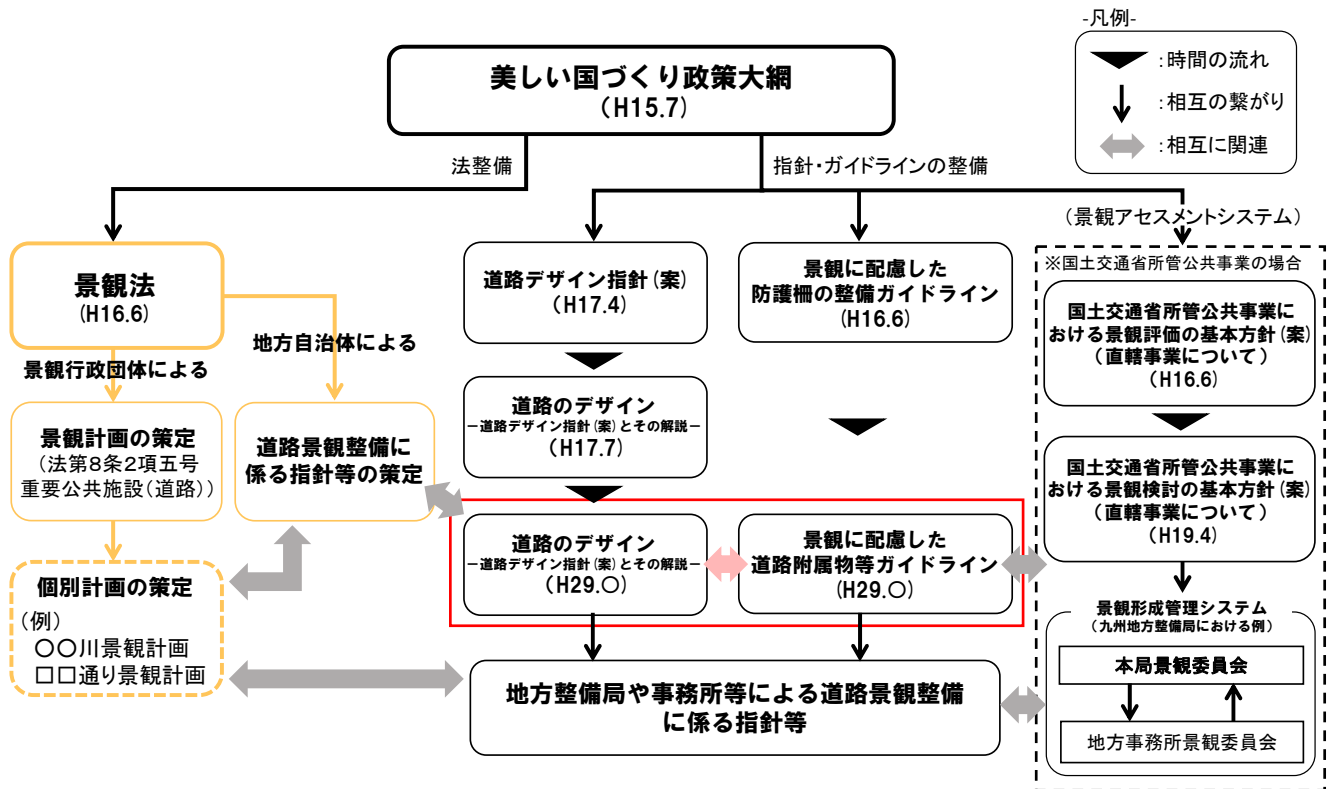 -凡例-
:時間の流れ
:相互の繋がり
:相互に関連
美しい国づくり政策大綱
(H15.7)
法整備
指針・ガイドラインの整備
(景観アセスメントシステム)
景観法
(H16.6)
地方自治体による
景観行政団体による
景観計画の策定
(法第8条2項五号
重要公共施設(道路))
道路景観整備に
係る指針等の策定
個別計画の策定
(例)
○○川景観計画
□□通り景観計画
道路デザイン指針(案)
(H17.4)
道路のデザイン
-道路デザイン指針(案)とその解説-
(H17.7)
道路のデザイン
-道路デザイン指針(案)とその解説-
(H29.○)
景観に配慮した
防護柵の整備ガイドライン
(H16.6)
景観に配慮した
道路附属物等ガイドライン
(H29.○)
地方整備局や事務所等による道路景観整備
に係る指針等
※国土交通省所管公共事業の場合
国土交通省所管公共事業に
おける景観評価の基本方針(案)
(直轄事業について)
(H16.6)
国土交通省所管公共事業に
おける景観検討の基本方針(案)
(直轄事業について)
(H19.4)
景観形成管理システム
(九州地方整備局における例)
本局景観委員会
地方事務所景観委員会